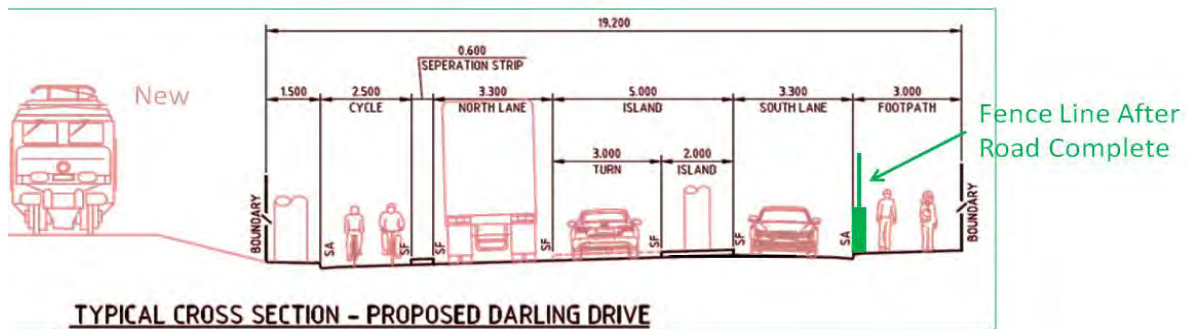 19.200
0.600
SEPERATION STRIP
New
1.500
2.500
3.300
5.000
3.300
3.000
CYCLE
NORTH LANE
ISLAND
SOUTH LANE
FOOTPATH
Fence Line After
Road Complete
3.000
2.000
TURN
ISLAND
BOUNDARY
SA
SF
SF
SF
SF
SA
BOUNDARY
TYPICAL CROSS SECTION - PROPOSED DARLING DRIVE